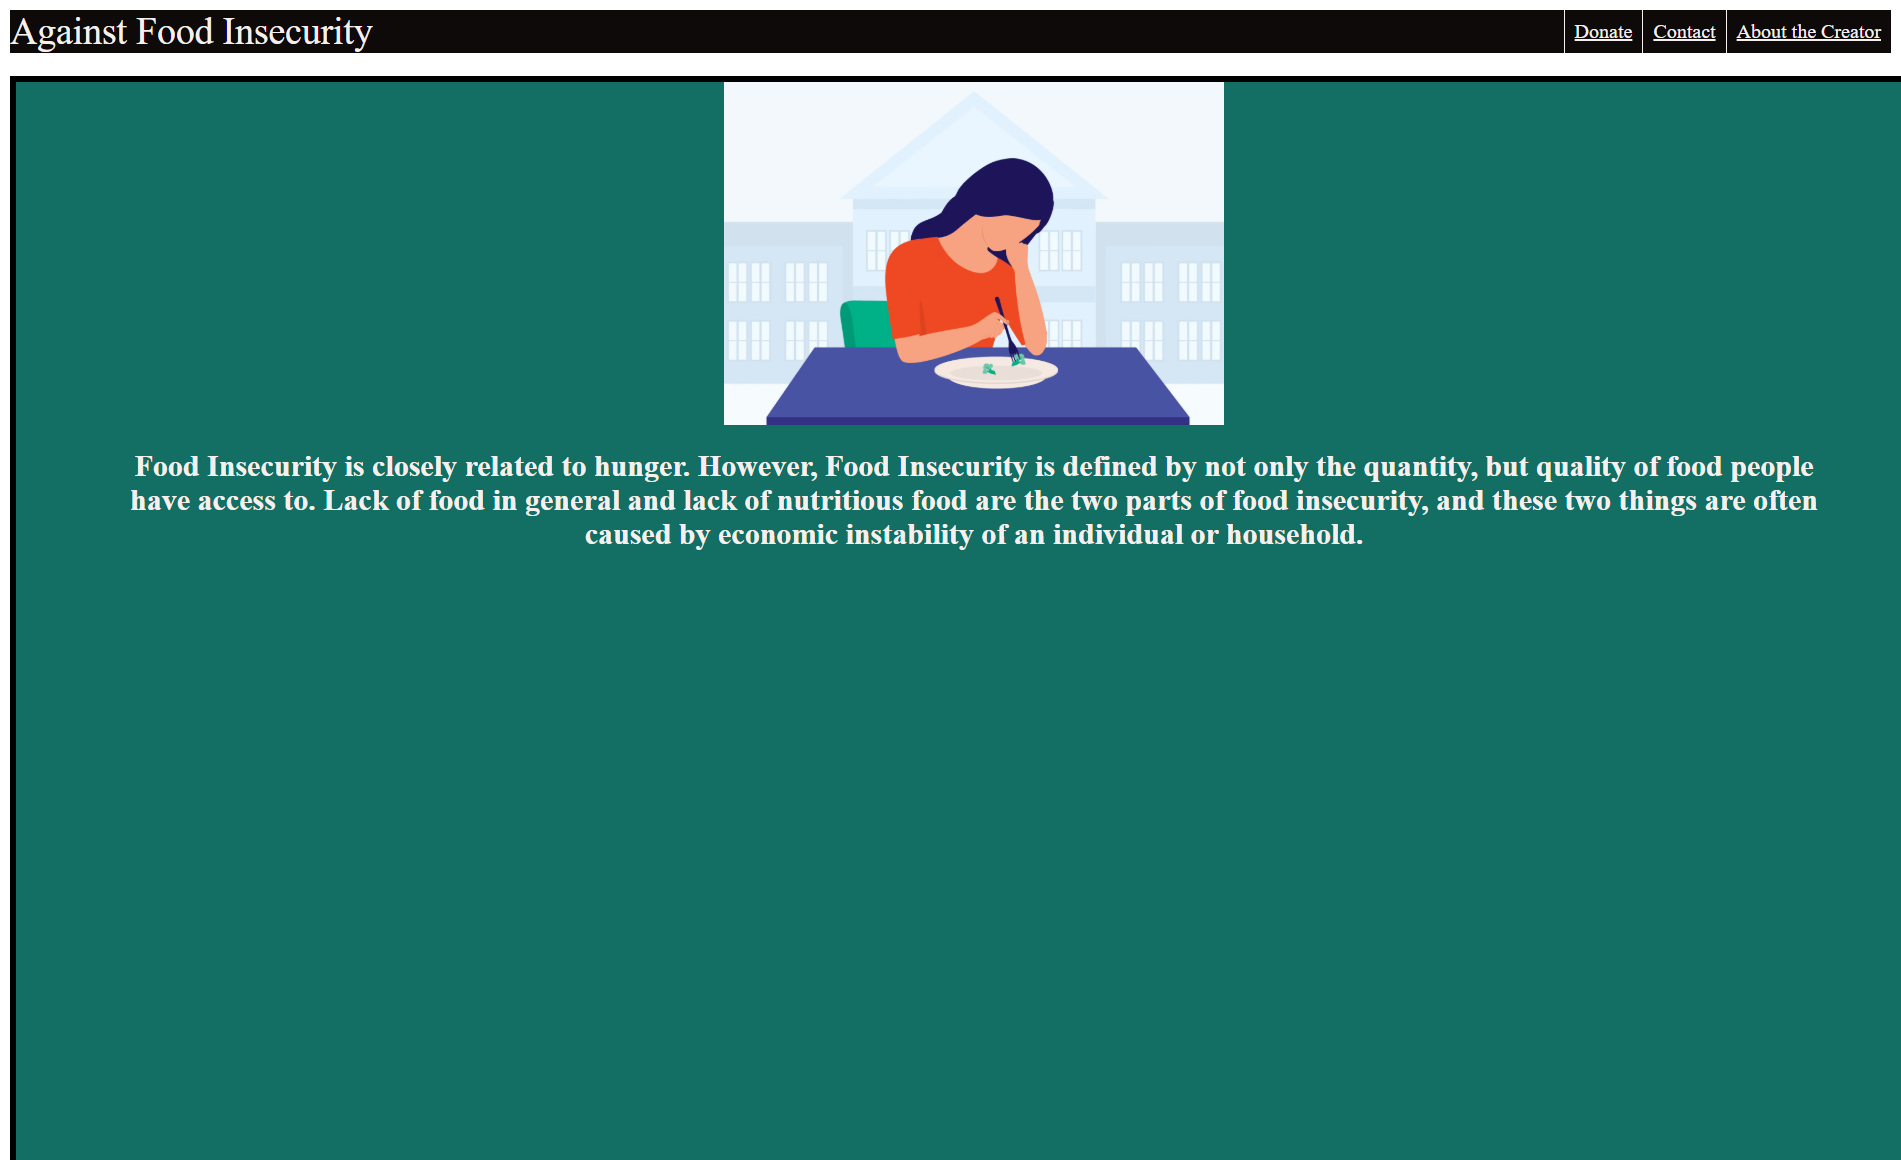 Against Food Insecurity
Donate
Contact
About the Creator
Food Insecurity is closely related to hunger. However, Food Insecurity is defined by not only the quantity, but quality of food people
have access to. Lack of food in general and lack of nutritious food are the two parts of food insecurity, and these two things are often
caused by economic instability of an individual or household.